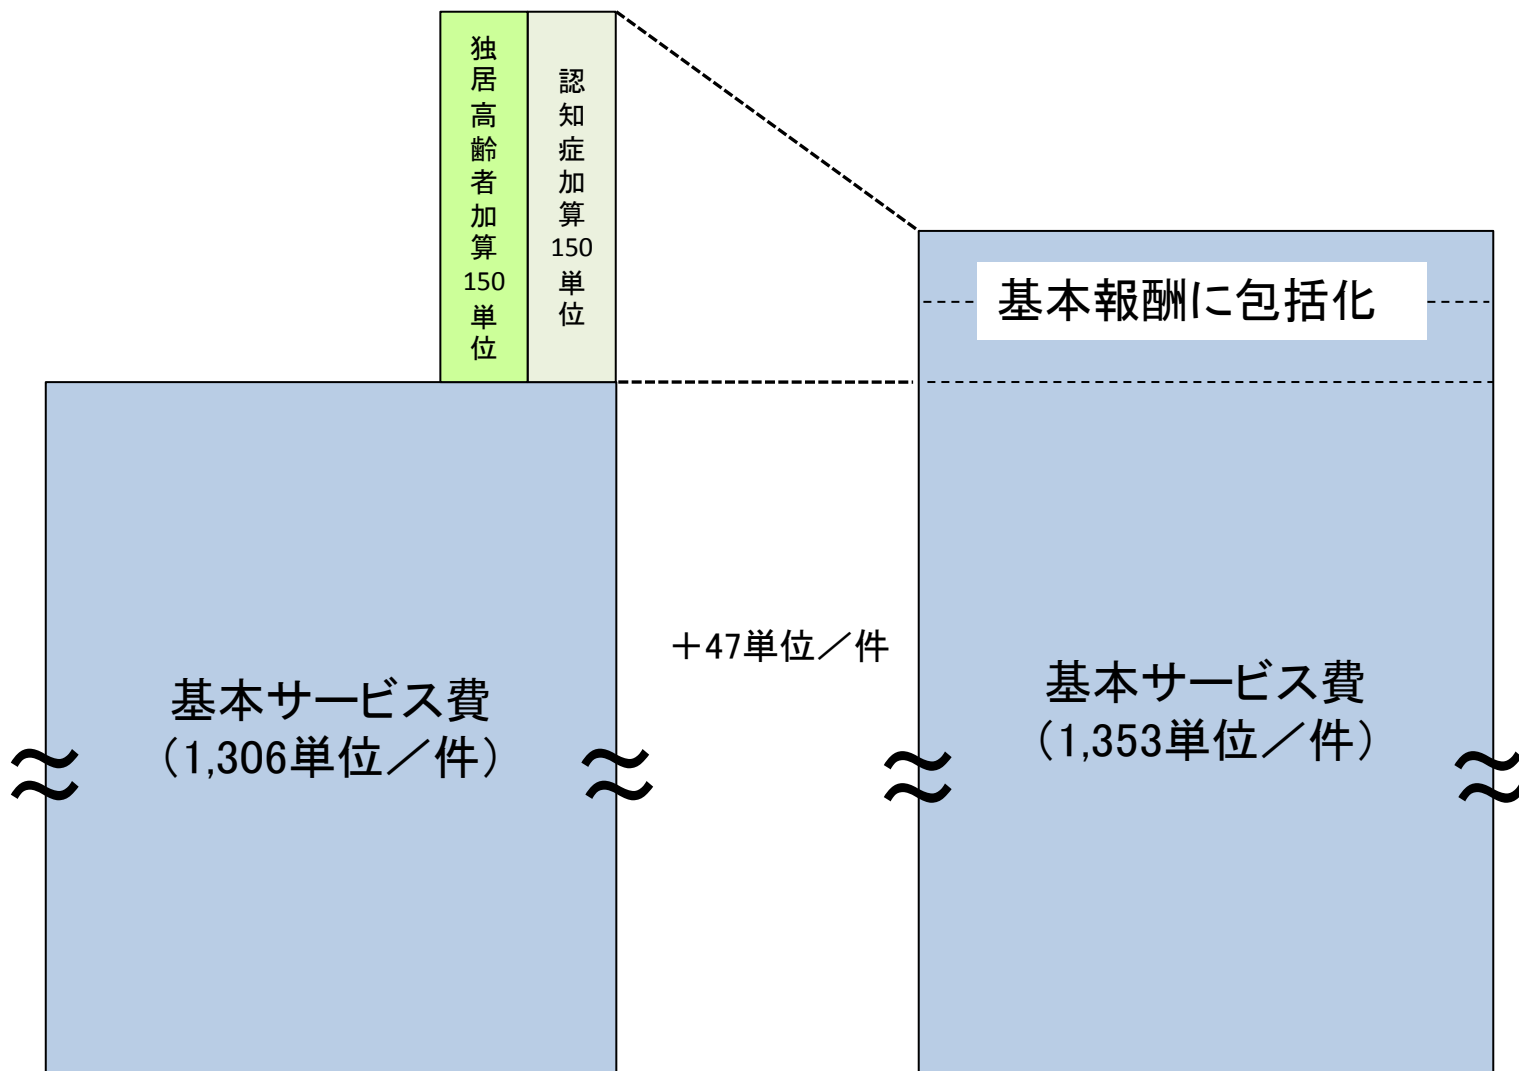 独居高齢者加算150単位
認知症加算150単位
基本報酬に包括化
＋47単位／件
基本サービス費
（1,306単位／件）
基本サービス費
（1,353単位／件）